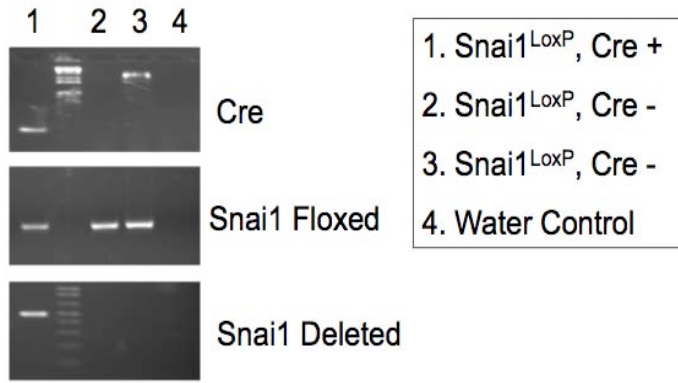 1 2 3 4
Cre
Snai1 Floxed
Snai1 Deleted
1. Snai1LoxP, Cre +
2. Snai1LoxP, Cre -
3. Snai1LoxP, Cre -
4. Water Control